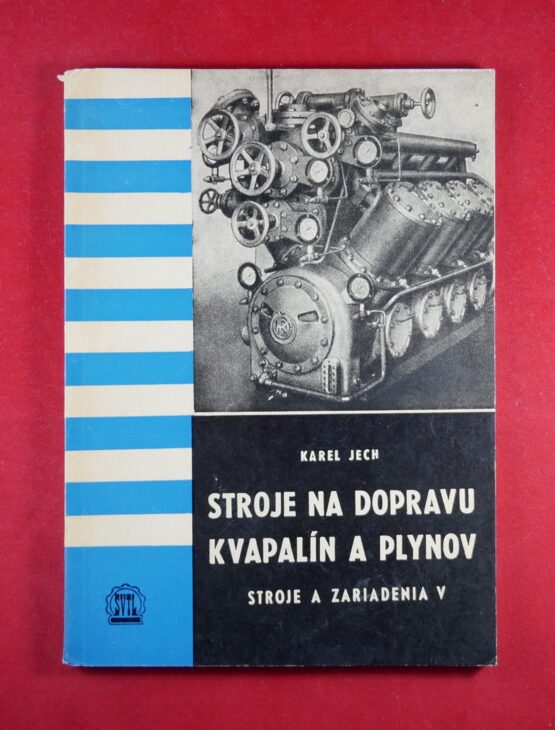 KAREL JECH
STROJE NA DOPRAVU
KVAPALÍN A PLYNOV
STROJE A ZARIADENIA V
SVTL